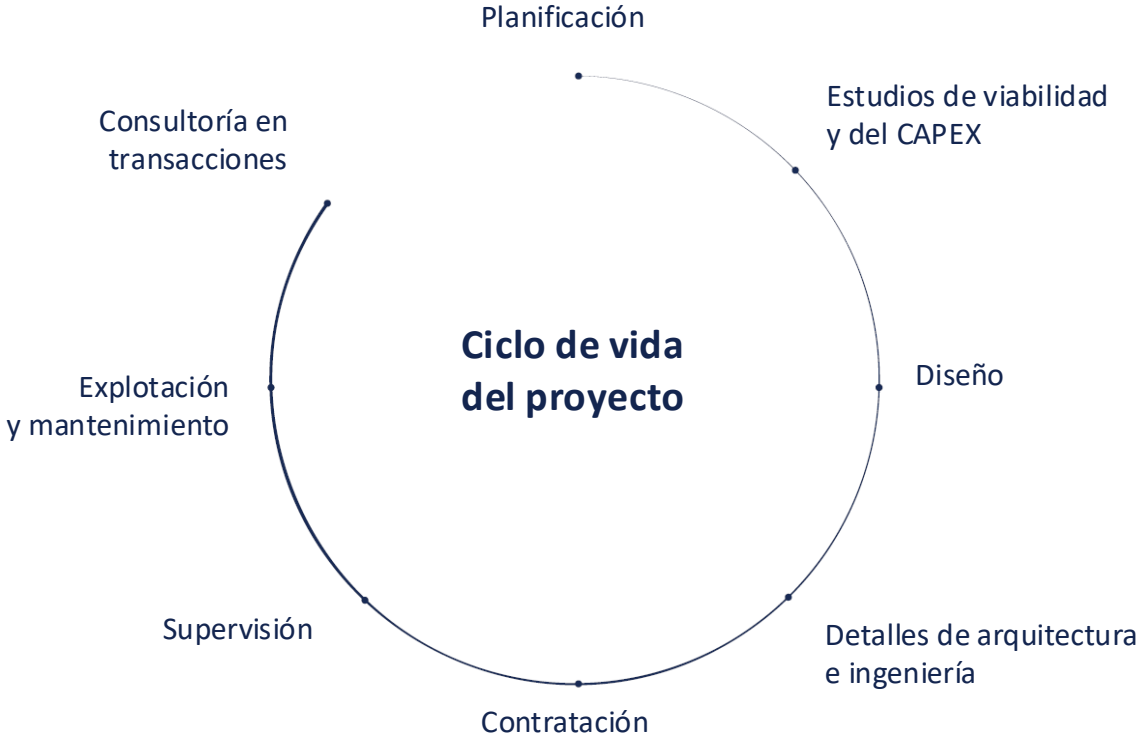 Planificación
Estudios de viabilidad
y del CAPEX
Diseño
Detalles de arquitectura
e ingeniería
Contratación
Supervisión
Explotación
y mantenimiento
Consultoría en
transacciones
Ciclo de vida
del proyecto